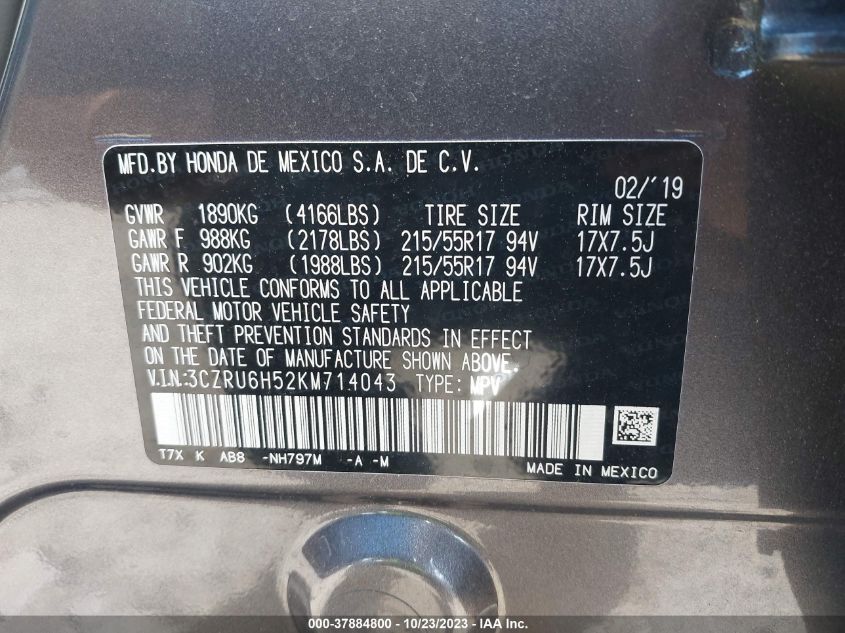 MFD.BY HONDA DE MEXICO S.A. DE C.V.
02/'19
GVWR 1890KG (4166LBS) TIRE SIZE RIM SIZE
GAWR F 988KG (2178LBS) 215/55R17 94V 17X7.5J
GAWR R 902KG (1988LBS) 215/55R17 94V 17X7.5J
THIS VEHICLE CONFORMS TO ALL APPLICABLE
FEDERAL MOTOR VEHICLE SAFETY
AND THEFT PREVENTION STANDARDS IN EFFECT
ON THE DATE OF MANUFACTURE SHOWN ABOVE.
V.I.N.:3CZRU6H52KM714043 TYPE: MPV
T7X K AB8 -NH797M -A -M
MADE IN MEXICO
000-37884800 - 10/23/2023 - © IAA, Inc.